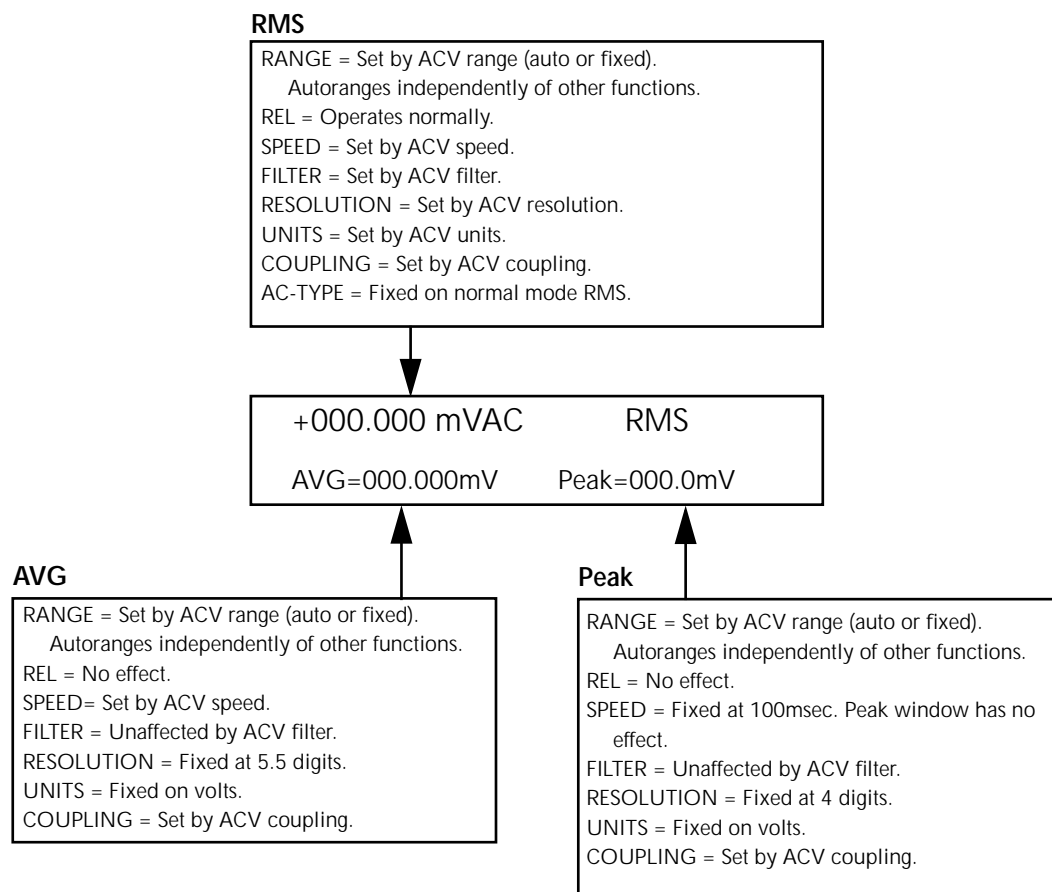 RMS
RANGE = Set by ACV range (auto or fixed).
Autoranges independently of other functions.
REL = Operates normally.
SPEED = Set by ACV speed.
FILTER = Set by ACV filter.
RESOLUTION = Set by ACV resolution.
UNITS = Set by ACV units.
COUPLING = Set by ACV coupling.
AC-TYPE = Fixed on normal mode RMS.
+000.000 mVAC RMS
AVG=000.000mV Peak=000.0mV
AVG
RANGE = Set by ACV range (auto or fixed).
Autoranges independently of other functions.
REL = No effect.
SPEED= Set by ACV speed.
FILTER = Unaffected by ACV filter.
RESOLUTION = Fixed at 5.5 digits.
UNITS = Fixed on volts.
COUPLING = Set by ACV coupling.
Peak
RANGE = Set by ACV range (auto or fixed).
Autoranges independently of other functions.
REL = No effect.
SPEED = Fixed at 100msec. Peak window has no
effect.
FILTER = Unaffected by ACV filter.
RESOLUTION = Fixed at 4 digits.
UNITS = Fixed on volts.
COUPLING = Set by ACV coupling.